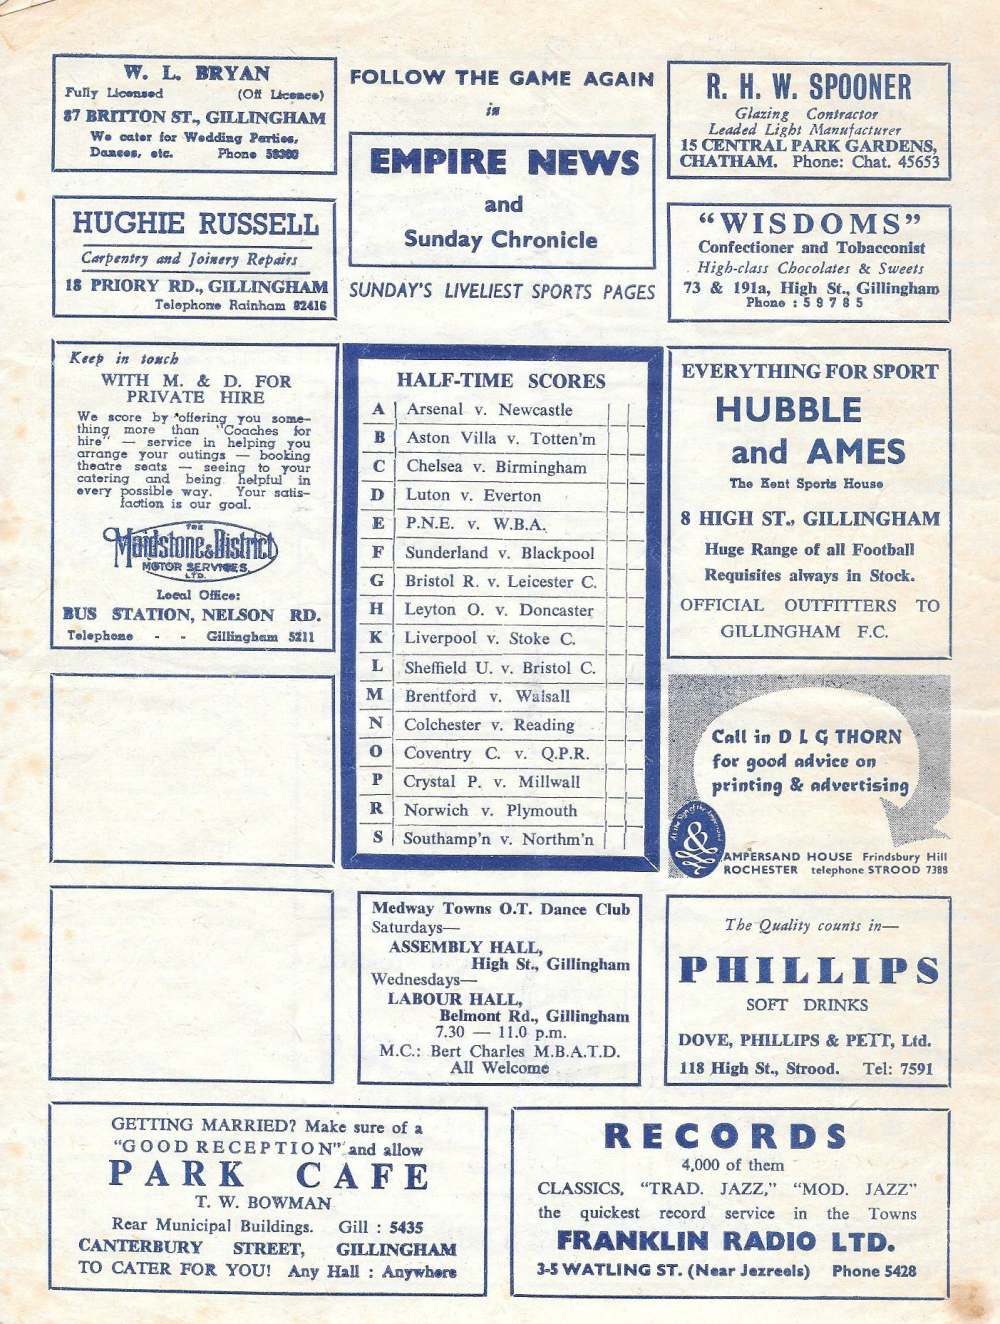 W. L. BRYAN
Fully Licensed (Off Licence)
87 BRITTON ST., GILLINGHAM
We cater for Wedding Parties,
Dances, etc. Phone
HUGHIE RUSSELL
Carpentry and Joinery Repairs
18 PRIORY RD., GILLINGHAM
Telephone Rainham 82416
FOLLOW THE GAME AGAIN
in
EMPIRE NEWS
and
Sunday Chronicle
SUNDAY'S LIVELIEST SPORTS PAGES
R. H. W. SPOONER
Glazing Contractor
Leaded Light Manufacturer
15 CENTRAL PARK GARDENS,
CHATHAM. Phone: Chat. 45653
"WISDOMS"
Confectioner and Tobacconist
High-class Chocolates & Sweets
73 & 191a, High St., Gillingham
Phone : 5 9 7 8 5
Keep in touch
WITH M. & D. FOR
PRIVATE HIRE
We score by offering you some-
thing more than "Coaches for
hire" — service in helping you
arrange your outings — booking
theatre seats — seeing to your
catering and being helpful in
every possible way. Your satis-
faction is our goal.
THE
Maidstone & District
MOTOR SERVICES
LTD.
Local Office:
BUS STATION, NELSON RD.
Telephone - - Gillingham 5211
HALF-TIME SCORES
A Arsenal v. Newcastle
B Aston Villa v. Totten'm
C Chelsea v. Birmingham
D Luton v. Everton
E P.N.E. v. W.B.A.
F Sunderland v. Blackpool
G Bristol R. v. Leicester C.
H Leyton O. v. Doncaster
K Liverpool v. Stoke C.
L Sheffield U. v. Bristol C.
M Brentford v. Walsall
N Colchester v. Reading
O Coventry C. v. Q.P.R.
P Crystal P. v. Millwall
R Norwich v. Plymouth
S Southamp'n v. Northm'n
EVERYTHING FOR SPORT
HUBBLE
and AMES
The Kent Sports House
8 HIGH ST., GILLINGHAM
Huge Range of all Football
Requisites always in Stock.
OFFICIAL OUTFITTERS TO
GILLINGHAM F.C.
Call in D L G THORN
for good advice on
printing & advertising
At the Sign of the Ampersand
&
AMPERSAND HOUSE Frindsbury Hill
ROCHESTER telephone STROOD 7388
Medway Towns O.T. Dance Club
Saturdays—
ASSEMBLY HALL,
High St., Gillingham
Wednesdays—
LABOUR HALL,
Belmont Rd., Gillingham
7.30 — 11.0 p.m.
M.C.: Bert Charles M.B.A.T.D.
All Welcome
The Quality counts in—
PHILLIPS
SOFT DRINKS
DOVE, PHILLIPS & PETT, Ltd.
118 High St., Strood. Tel: 7591
GETTING MARRIED? Make sure of a
"GOOD RECEPTION" and allow
PARK CAFE
T. W. BOWMAN
Rear Municipal Buildings. Gill : 5435
CANTERBURY STREET, GILLINGHAM
TO CATER FOR YOU! Any Hall : Anywhere
RECORDS
4,000 of them
CLASSICS, "TRAD. JAZZ," "MOD. JAZZ"
the quickest record service in the Towns
FRANKLIN RADIO LTD.
3-5 WATLING ST. (Near Jezreels) Phone 5428